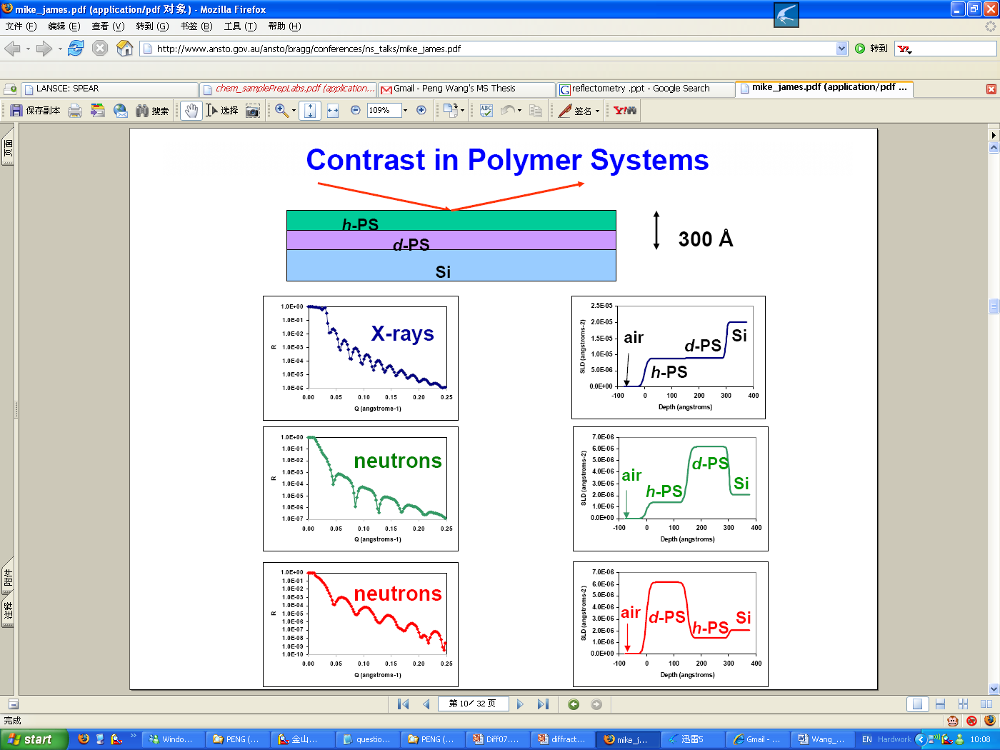 mike_james.pdf (application/pdf 对象) - Mozilla Firefox
文件 (F) 编辑 (E) 查看 (V) 转到 (G) 书签 (B) 工具 (T) 帮助 (H)
http://www.ansto.gov.au/ansto/bragg/conferences/ns_talks/mike_james.pdf 转到
LANSCE: SPEAR chem_samplePrepLabs.pdf (application... Gmail - Peng Wang's MS Thesis reflectometry .ppt - Google Search mike_james.pdf (application/pdf ...
保存副本 搜索 选择 109% 签名
页面
附件
注释
Contrast in Polymer Systems
h-PS
d-PS
Si
300 Å
X-rays
R
1.0E+00
1.0E-01
1.0E-02
1.0E-03
1.0E-04
1.0E-05
1.0E-06
0.00 0.05 0.10 0.15 0.20 0.25
Q (angstroms-1)
SLD (angstroms-2)
2.5E-05
2.0E-05
1.5E-05
1.0E-05
5.0E-06
0.0E+00
air
h-PS
d-PS
Si
-100 0 100 200 300 400
Depth (angstroms)
neutrons
R
1.0E+00
1.0E-01
1.0E-02
1.0E-03
1.0E-04
1.0E-05
1.0E-06
1.0E-07
0.00 0.05 0.10 0.15 0.20 0.25
Q (angstroms-1)
SLD (angstroms-2)
7.0E-06
6.0E-06
5.0E-06
4.0E-06
3.0E-06
2.0E-06
1.0E-06
0.0E+00
air
h-PS
d-PS
Si
-100 0 100 200 300 400
Depth (angstroms)
neutrons
R
1.0E+00
1.0E-01
1.0E-02
1.0E-03
1.0E-04
1.0E-05
1.0E-06
1.0E-07
1.0E-08
1.0E-09
1.0E-10
0.00 0.05 0.10 0.15 0.20 0.25
Q (angstroms-1)
SLD (angstroms-2)
7.0E-06
6.0E-06
5.0E-06
4.0E-06
3.0E-06
2.0E-06
1.0E-06
0.0E+00
air
d-PS
h-PS
Si
-100 0 100 200 300 400
Depth (angstroms)
第 10/ 32 页
完成
start Windo... PENG (... 金山... questio... PENG (... Diff07.... diffract... mike_j... 迅雷5 Gmail - ... Wang_... EN Hardwork 10:08